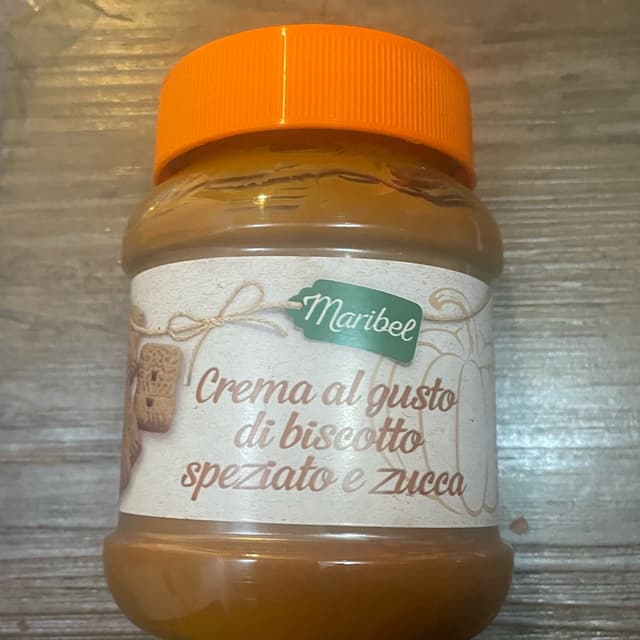 Maribel
Crema al gusto
di biscotto
speziato e zucca